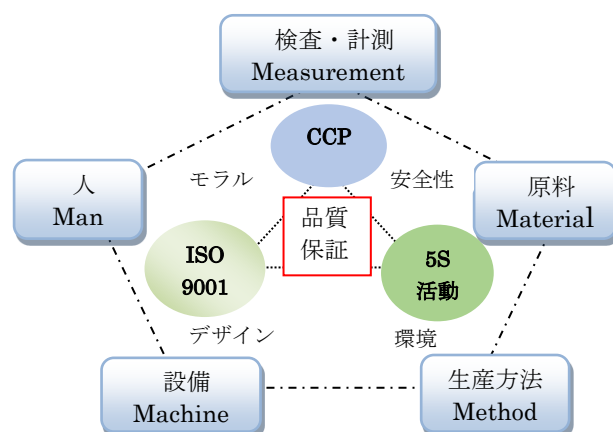 検査・計測
Measurement
CCP
モラル
安全性
人
Man
品質
保証
原料
Material
ISO
9001
5S
活動
デザイン
環境
設備
Machine
生産方法
Method